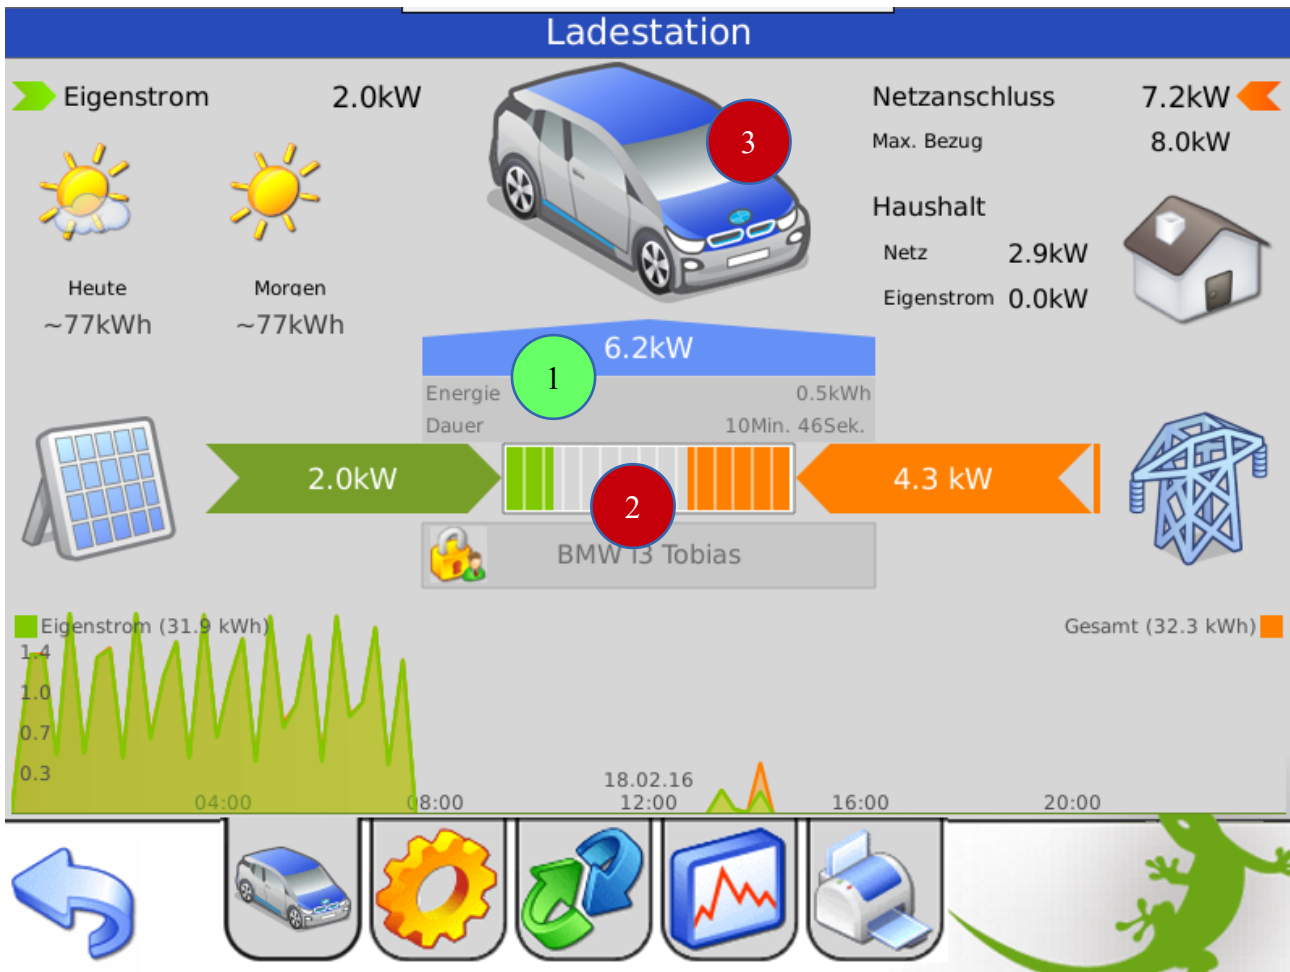 Ladestation
Eigenstrom 2.0kW
Netzanschluss 7.2kW
Max. Bezug 8.0kW
3
Haushalt
Netz 2.9kW
Eigenstrom 0.0kW
Heute Morgen
~77kWh ~77kWh
6.2kW
1
Energie 0.5kWh
Dauer 10Min. 46Sek.
2.0kW 4.3 kW
2
BMW i3 Tobias
Eigenstrom (31.9 kWh) Gesamt (32.3 kWh)
1.4
1.0
0.7
0.3
18.02.16
04:00 08:00 12:00 16:00 20:00